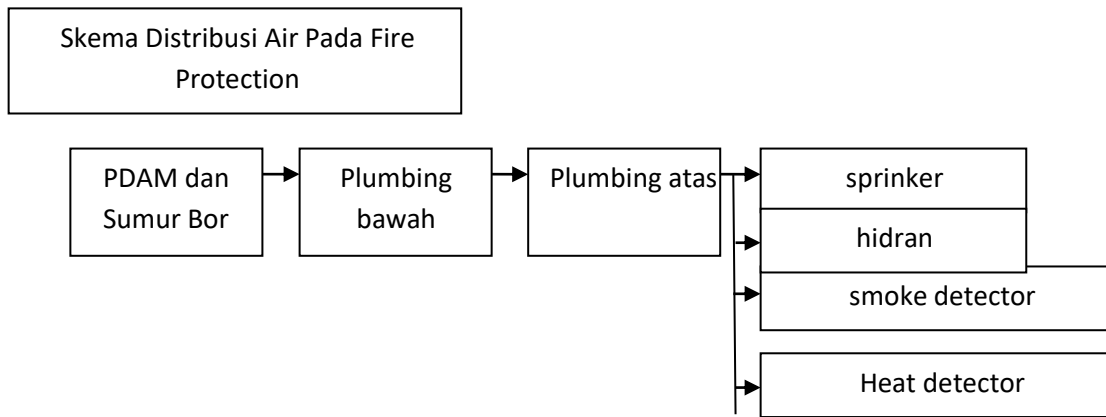 Skema Distribusi Air Pada Fire
Protection
PDAM dan
Sumur Bor
Plumbing
bawah
Plumbing atas
sprinker
hidran
smoke detector
Heat detector